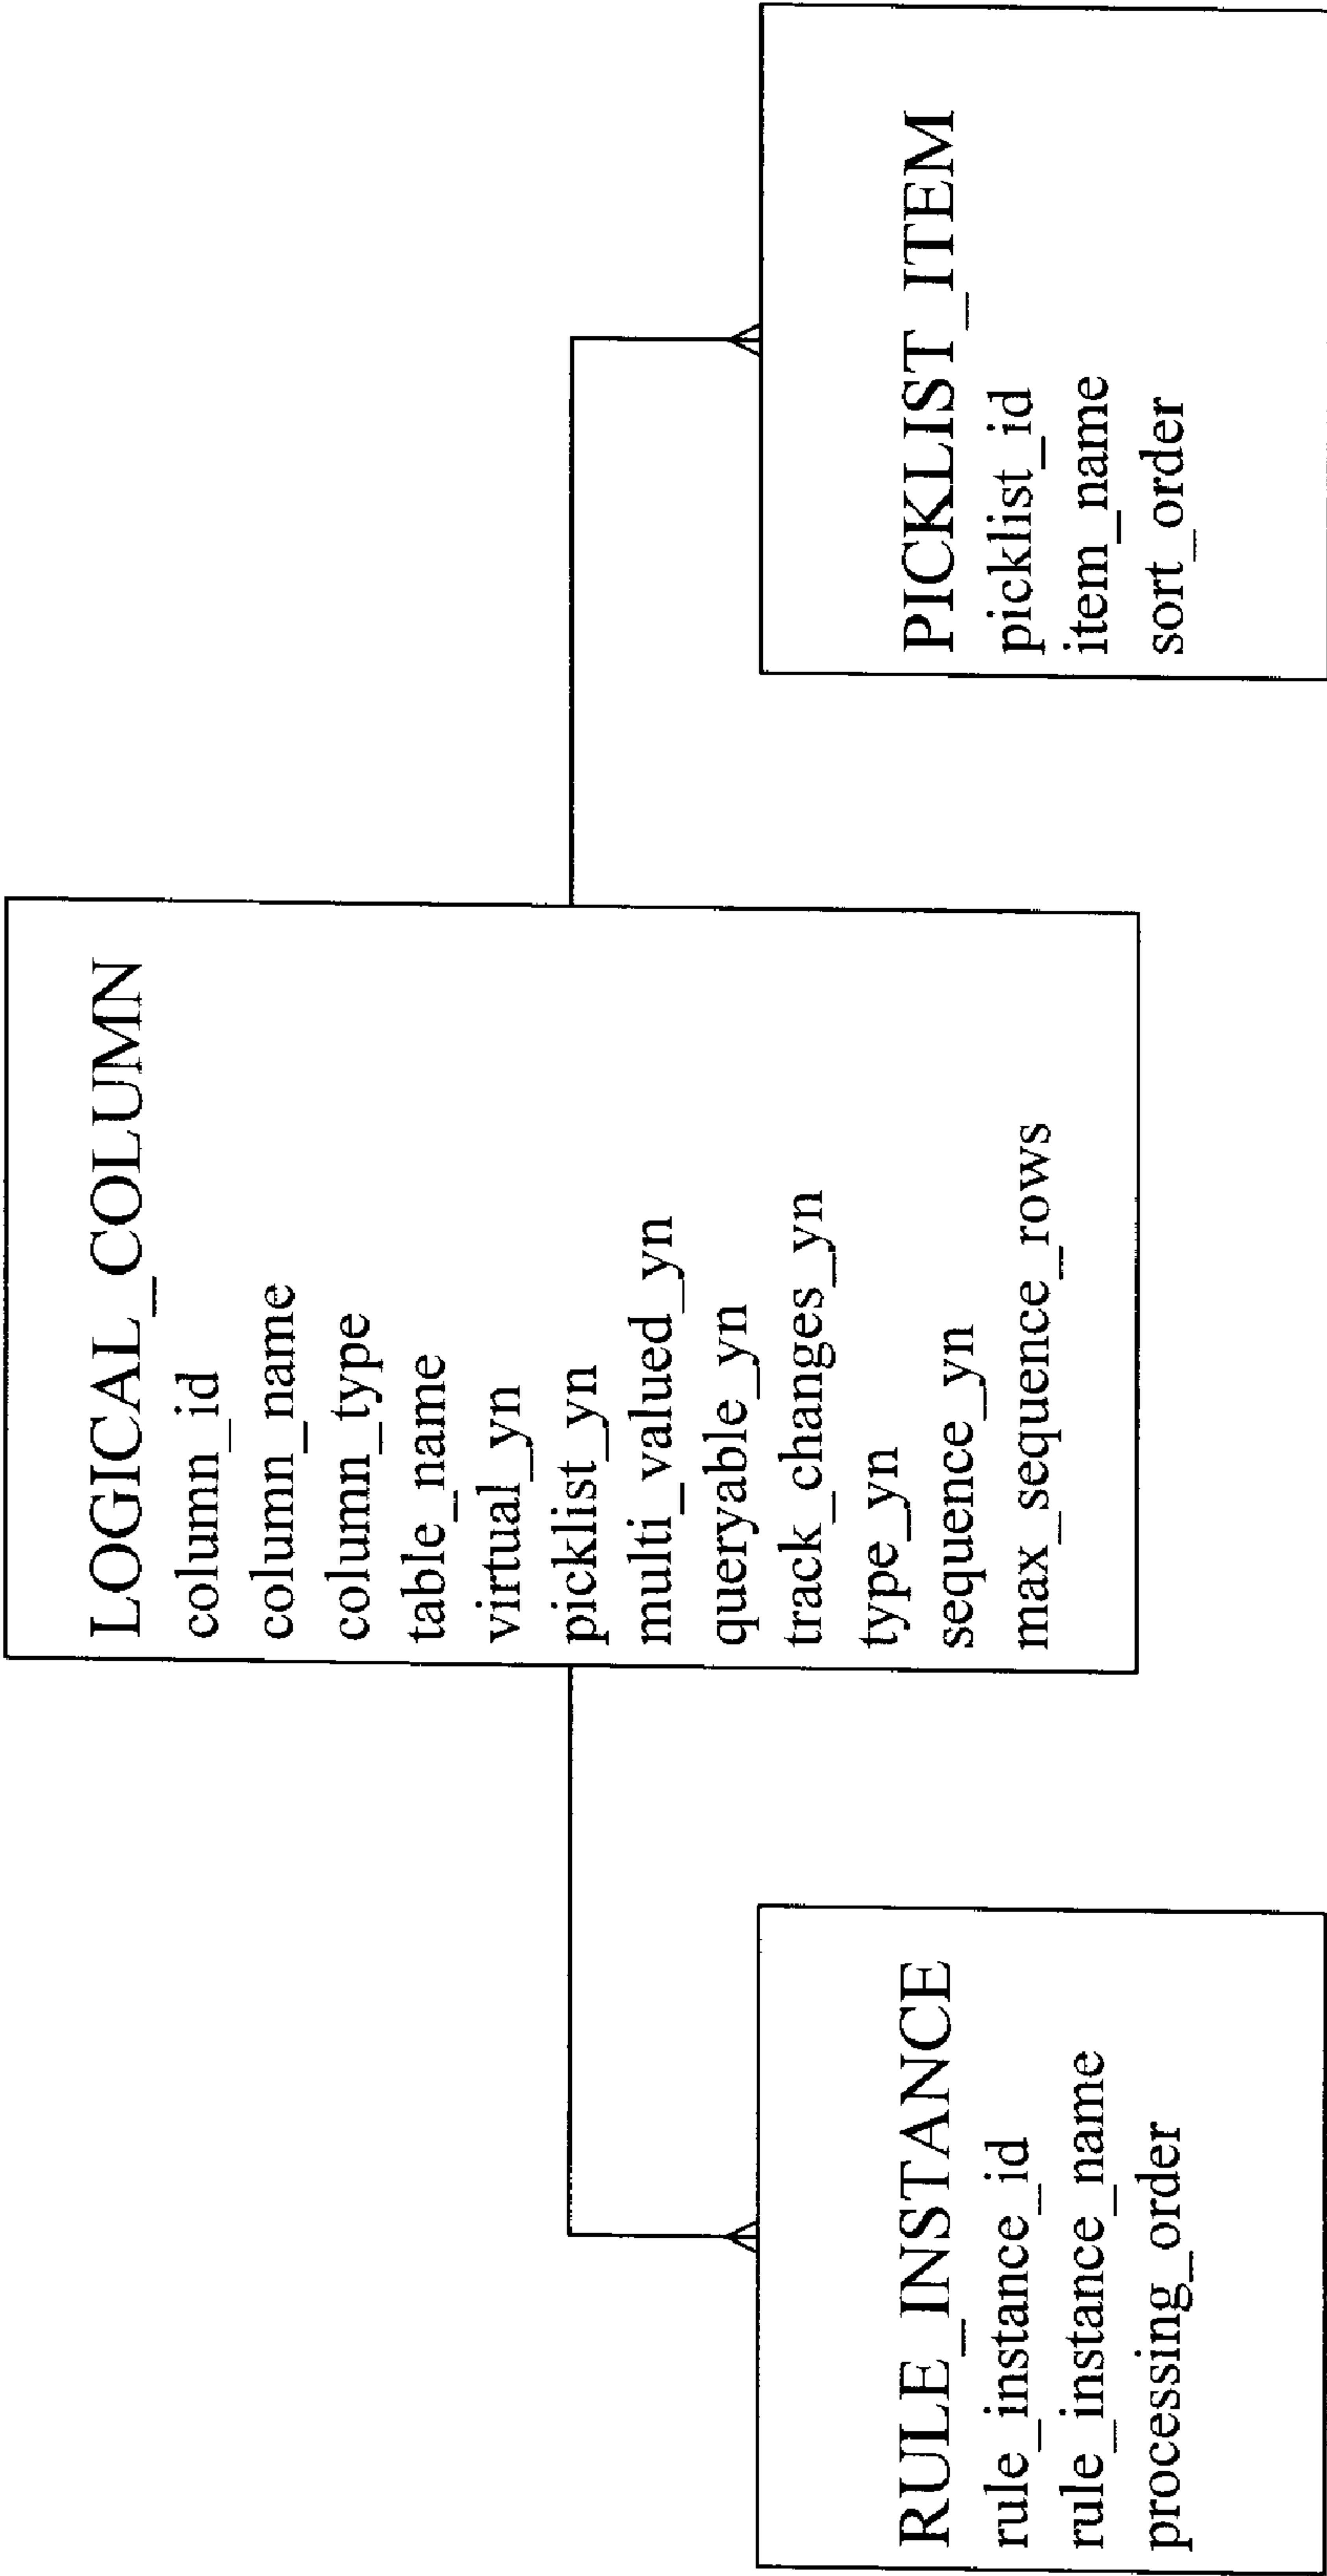 LOGICAL_COLUMN
column_id
column_name
column_type
table_name
virtual_yn
picklist_yn
multi_valued_yn
queryable_yn
track_changes_yn
type_yn
sequence_yn
max_sequence_rows
RULE_INSTANCE
rule_instance_id
rule_instance_name
processing_order
PICKLIST_ITEM
picklist_id
item_name
sort_order